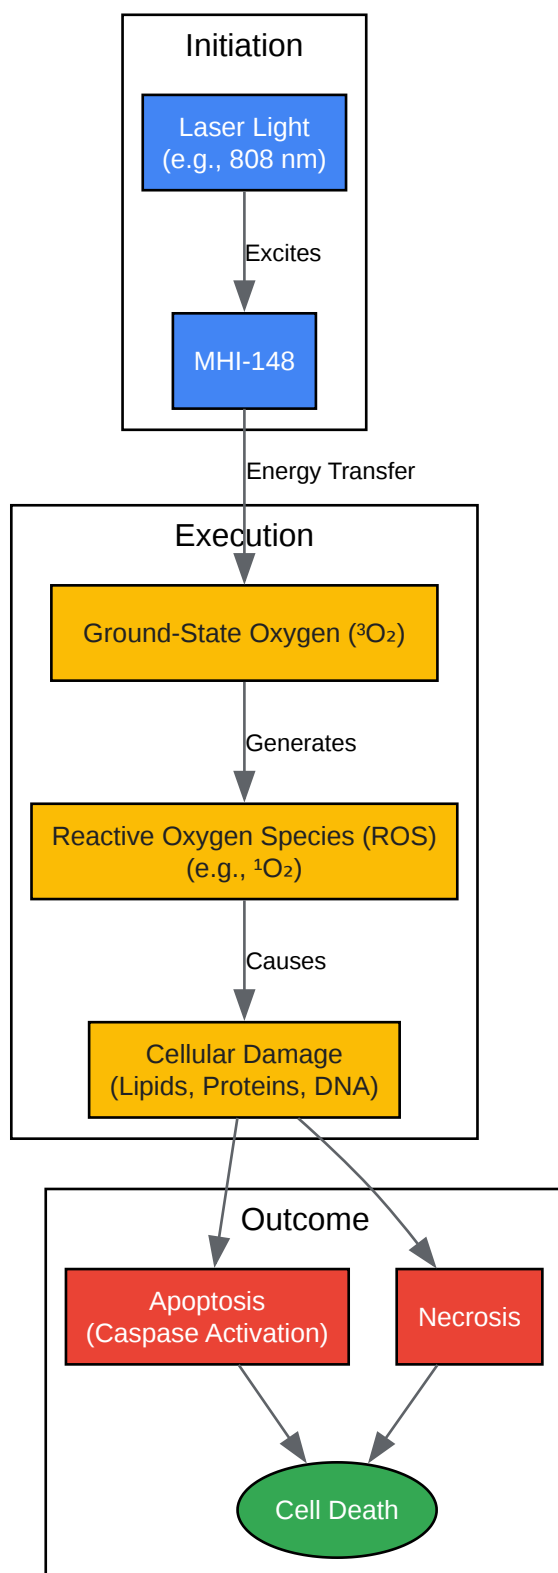 Initiation
Laser Light
(e.g., 808 nm)
Excites
MHI-148
Energy Transfer
Execution
Ground-State Oxygen (³O₂)
Generates
Reactive Oxygen Species (ROS)
(e.g., ¹O₂)
Causes
Cellular Damage
(Lipids, Proteins, DNA)
Outcome
Apoptosis
(Caspase Activation)
Necrosis
Cell Death